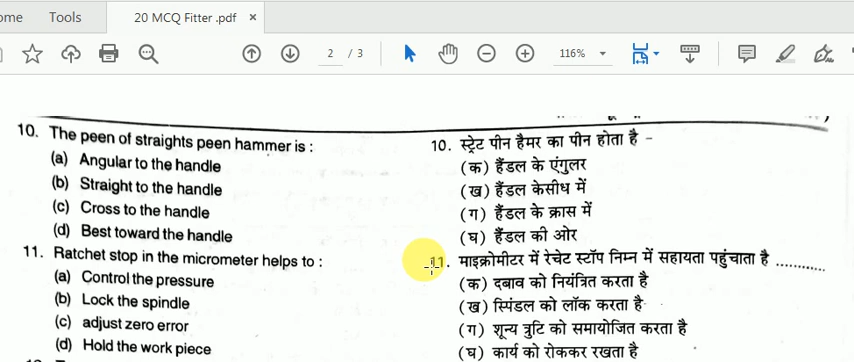 ome
Tools
20 MCQ Fitter .pdf ×
2 / 3
116%
10. The peen of straights peen hammer is :
(a) Angular to the handle
(b) Straight to the handle
(c) Cross to the handle
(d) Best toward the handle
11. Ratchet stop in the micrometer helps to :
(a) Control the pressure
(b) Lock the spindle
(c) adjust zero error
(d) Hold the work piece
10. स्ट्रेट पीन हैमर का पीन होता है –
(क) हैंडल के एंगुलर
(ख) हैंडल केसीध में
(ग) हैंडल के क्रास में
(घ) हैंडल की ओर
11. माइक्रोमीटर में रेचेट स्टॉप निम्न में सहायता पहुंचाता है ............
(क) दबाव को नियंत्रित करता है
(ख) स्पिंडल को लॉक करता है
(ग) शून्य त्रुटि को समायोजित करता है
(घ) कार्य को रोककर रखता है